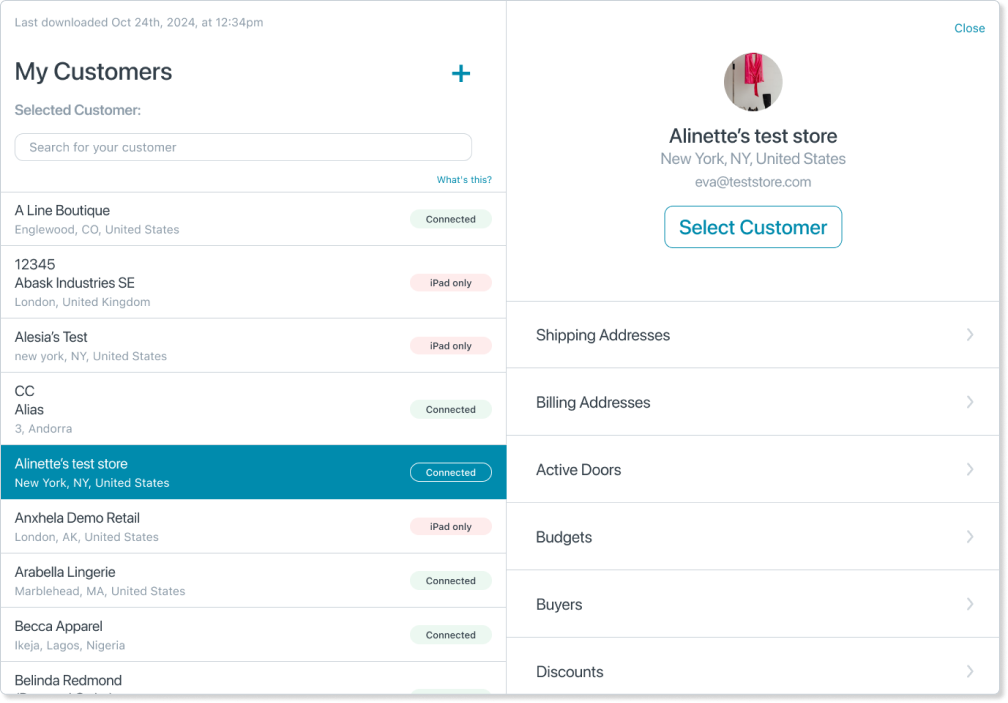 Last downloaded Oct 24th, 2024, at 12:34pm
My Customers
Selected Customer:
Search for your customer
What's this?
A Line Boutique
Englewood, CO, United States
Connected
12345
Abask Industries SE
London, United Kingdom
iPad only
Alesia's Test
new york, NY, United States
iPad only
CC
Alias
3, Andorra
Connected
Alinette's test store
New York, NY, United States
Connected
Anxhela Demo Retail
London, AK, United States
iPad only
Arabella Lingerie
Marblehead, MA, United States
Connected
Becca Apparel
Ikeja, Lagos, Nigeria
Connected
Belinda Redmond
Close
Alinette's test store
New York, NY, United States
eva@teststore.com
Select Customer
Shipping Addresses
Billing Addresses
Active Doors
Budgets
Buyers
Discounts